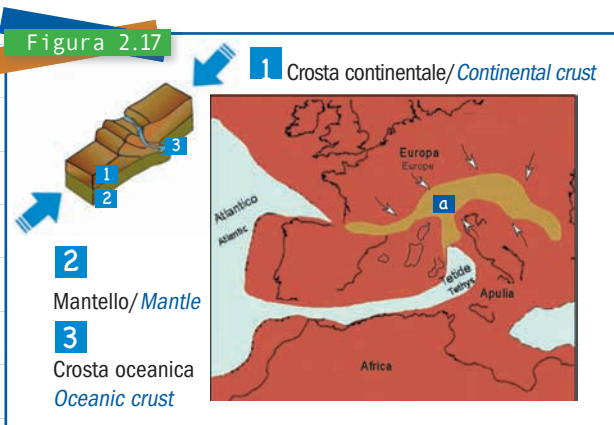 Figura 2.17
1 Crosta continentale/Continental crust
3
1
2
Europa
Europe
a
Atlantico
Atlantic
2
Mantello/Mantle
Tetide
Tethys
Apulia
3
Crosta oceanica
Oceanic crust
Africa